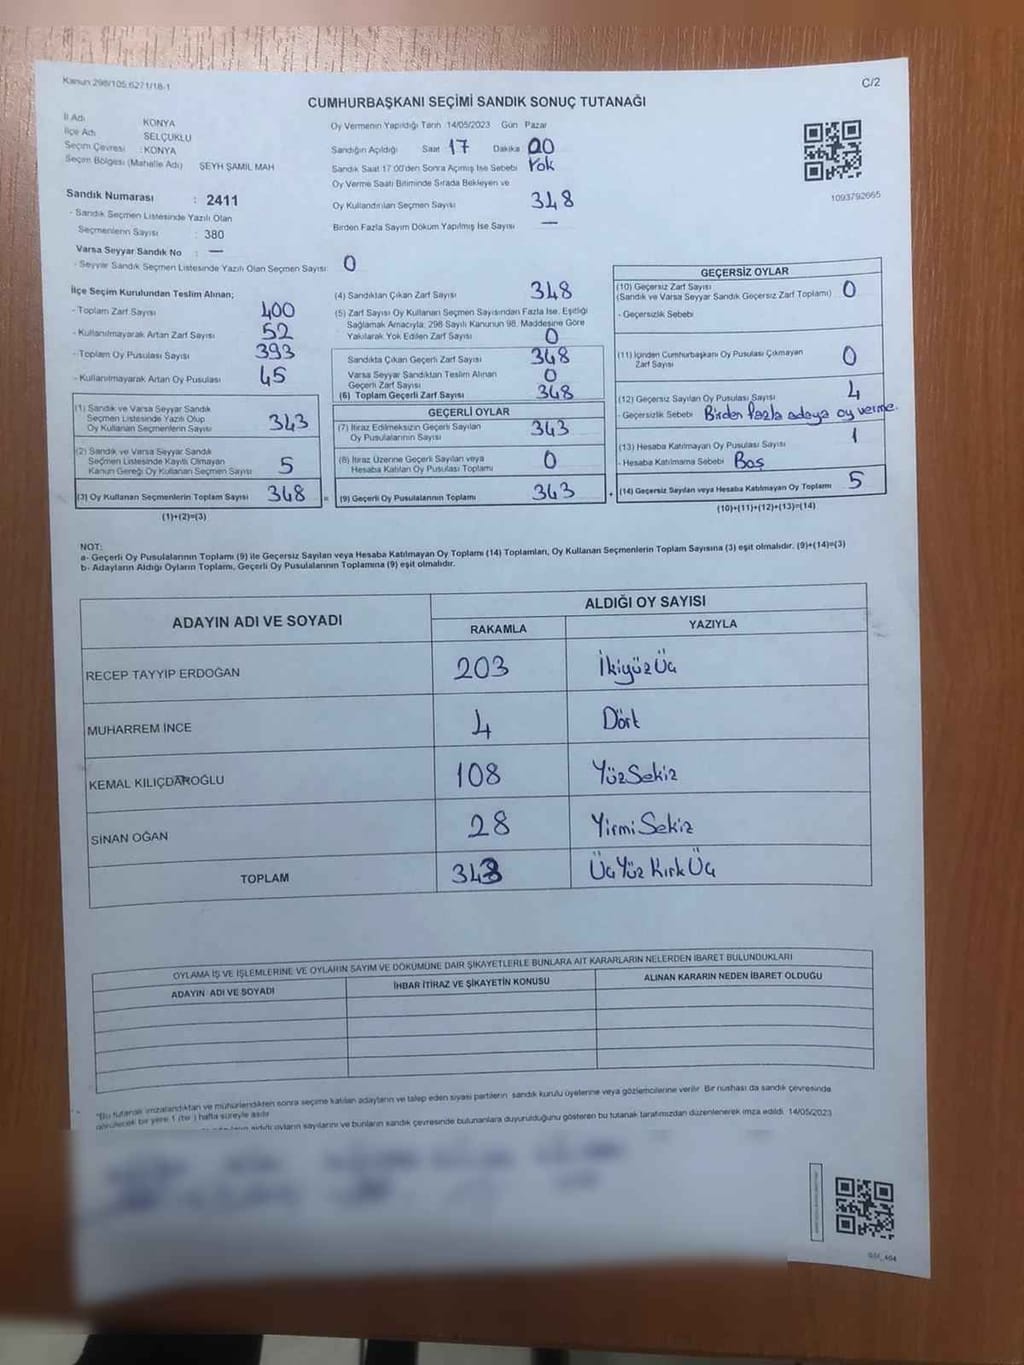 Kanun 298/105:6271/18-1
C/2
CUMHURBAŞKANI SEÇİMİ SANDIK SONUÇ TUTANAĞI
İl Adı KONYA
İlçe Adı SELÇUKLU
Seçim Çevresi : KONYA
Seçim Bölgesi (Mahalle Adı) ŞEYH ŞAMİL MAH
Sandık Numarası : 2411
- Sandık Seçmen Listesinde Yazılı Olan
Seçmenlerin Sayısı : 380
Varsa Seyyar Sandık No : —
- Seyyar Sandık Seçmen Listesinde Yazılı Olan Seçmen Sayısı: 0
Oy Vermenin Yapıldığı Tarih 14/05/2023 Gün Pazar
Sandığın Açıldığı Saat 17 Dakika 00
Sandık Saat 17:00'den Sonra Açılmış İse Sebebi Yok
Oy Verme Saati Bitiminde Sırada Bekleyen ve
Oy Kullandırılan Seçmen Sayısı 348
Birden Fazla Sayım Döküm Yapılmış İse Sayısı —
1093792665
İlçe Seçim Kurulundan Teslim Alınan;
- Toplam Zarf Sayısı 400
- Kullanılmayarak Artan Zarf Sayısı 52
- Toplam Oy Pusulası Sayısı 393
- Kullanılmayarak Artan Oy Pusulası 45
(1) Sandık ve Varsa Seyyar Sandık
Seçmen Listesinde Yazılı Olup
Oy Kullanan Seçmenlerin Sayısı 343
(2) Sandık ve Varsa Seyyar Sandık
Seçmen Listesinde Kayıtlı Olmayan
Kanun Gereği Oy Kullanan Seçmen Sayısı 5
(3) Oy Kullanan Seçmenlerin Toplam Sayısı 348 =
(1)+(2)=(3)
(4) Sandıktan Çıkan Zarf Sayısı 348
(5) Zarf Sayısı Oy Kullanan Seçmen Sayısından Fazla İse, Eşitliği
Sağlamak Amacıyla, 298 Sayılı Kanunun 98. Maddesine Göre
Yakılarak Yok Edilen Zarf Sayısı 0
Sandıkta Çıkan Geçerli Zarf Sayısı 348
Varsa Seyyar Sandıktan Teslim Alınan
Geçerli Zarf Sayısı 0
(6) Toplam Geçerli Zarf Sayısı 348
GEÇERLİ OYLAR
(7) İtiraz Edilmeksizin Geçerli Sayılan
Oy Pusulalarının Sayısı 343
(8) İtiraz Üzerine Geçerli Sayılan veya
Hesaba Katılan Oy Pusulası Toplamı 0
(9) Geçerli Oy Pusulalarının Toplamı 343 +
GEÇERSİZ OYLAR
(10) Geçersiz Zarf Sayısı
(Sandık ve Varsa Seyyar Sandık Geçersiz Zarf Toplamı) 0
- Geçersizlik Sebebi
(11) İçinden Cumhurbaşkanı Oy Pusulası Çıkmayan
Zarf Sayısı 0
(12) Geçersiz Sayılan Oy Pusulası Sayısı 4
- Geçersizlik Sebebi Birden fazla adaya oy verme.
(13) Hesaba Katılmayan Oy Pusulası Sayısı 1
- Hesaba Katılmama Sebebi Boş
(14) Geçersiz Sayılan veya Hesaba Katılmayan Oy Toplamı 5
(10)+(11)+(12)+(13)=(14)
NOT:
a- Geçerli Oy Pusulalarının Toplamı (9) ile Geçersiz Sayılan veya Hesaba Katılmayan Oy Toplamı (14) Toplamları, Oy Kullanan Seçmenlerin Toplam Sayısına (3) eşit olmalıdır. (9)+(14)=(3)
b- Adayların Aldığı Oyların Toplamı, Geçerli Oy Pusulalarının Toplamına (9) eşit olmalıdır.
ADAYIN ADI VE SOYADI ALDIĞI OY SAYISI
RAKAMLA YAZIYLA
RECEP TAYYIP ERDOĞAN 203 İkiyüzÜç
MUHARREM İNCE 4 Dört
KEMAL KILIÇDAROĞLU 108 YüzSekiz
SİNAN OĞAN 28 YirmiSekiz
TOPLAM 343 ÜçYüz KırkÜç
OYLAMA İŞ VE İŞLEMLERİNE VE OYLARIN SAYIM VE DÖKÜMÜNE DAİR ŞİKAYETLERLE BUNLARA AİT KARARLARIN NELERDEN İBARET BULUNDUKLARI
ADAYIN ADI VE SOYADI İHBAR İTİRAZ VE ŞİKAYETİN KONUSU ALINAN KARARIN NEDEN İBARET OLDUĞU
*Bu tutanak imzalandıktan ve mühürlendikten sonra seçime katılan adayların ve talep eden siyasi partilerin sandık kurulu üyelerine veya gözlemcilerine verilir. Bir nüshası da sandık çevresinde
görülecek bir yere 1 (bir) hafta süreyle asılır.
aldığı oyların sayılarını ve bunların sandık çevresinde bulunanlara duyurulduğunu gösteren bu tutanak tarafımızdan düzenlenerek imza edildi. 14/05/2023